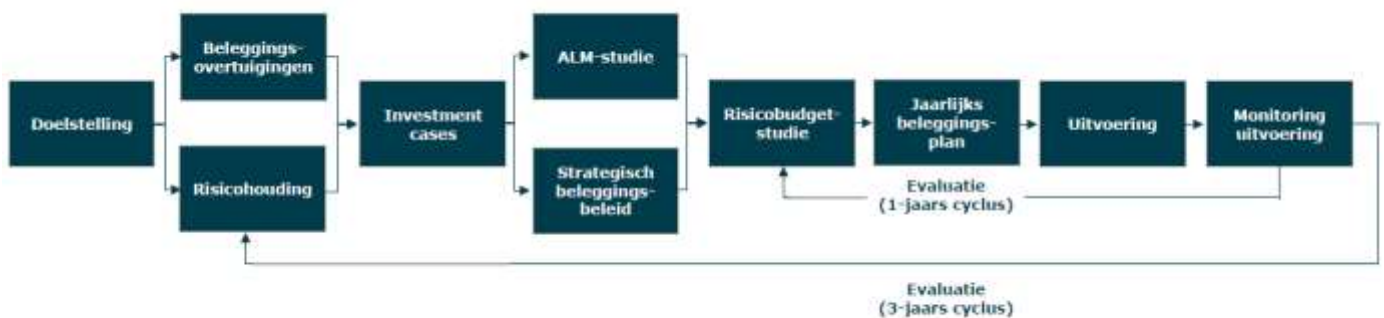 Doelstelling
Beleggings-
overtuigingen
Risicohouding
Investment
cases
ALM-studie
Strategisch
beleggings-
beleid
Risicobudget-
studie
Jaarlijks
beleggings-
plan
Uitvoering
Monitoring
uitvoering
Evaluatie
(1-jaars cyclus)
Evaluatie
(3-jaars cyclus)